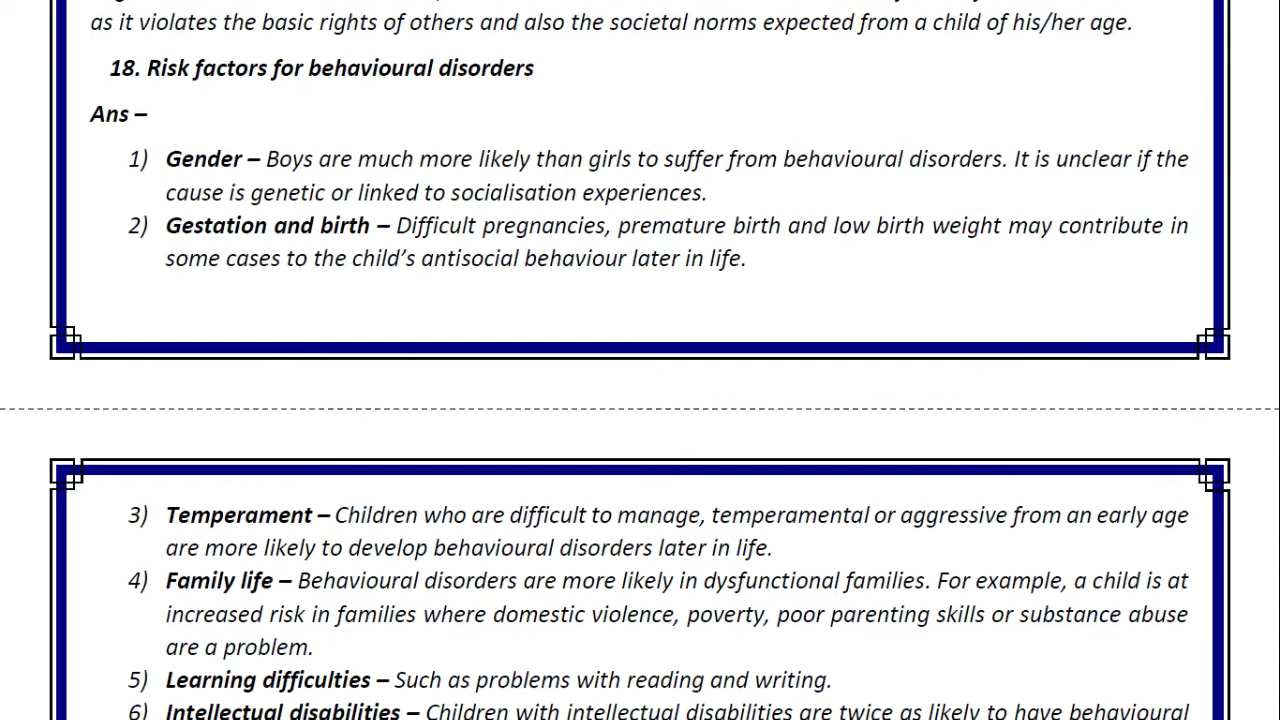 as it violates the basic rights of others and also the societal norms expected from a child of his/her age.
18. Risk factors for behavioural disorders
Ans –
1) Gender – Boys are much more likely than girls to suffer from behavioural disorders. It is unclear if the
cause is genetic or linked to socialisation experiences.
2) Gestation and birth – Difficult pregnancies, premature birth and low birth weight may contribute in
some cases to the child’s antisocial behaviour later in life.
3) Temperament – Children who are difficult to manage, temperamental or aggressive from an early age
are more likely to develop behavioural disorders later in life.
4) Family life – Behavioural disorders are more likely in dysfunctional families. For example, a child is at
increased risk in families where domestic violence, poverty, poor parenting skills or substance abuse
are a problem.
5) Learning difficulties – Such as problems with reading and writing.
6) Intellectual disabilities – Children with intellectual disabilities are twice as likely to have behavioural